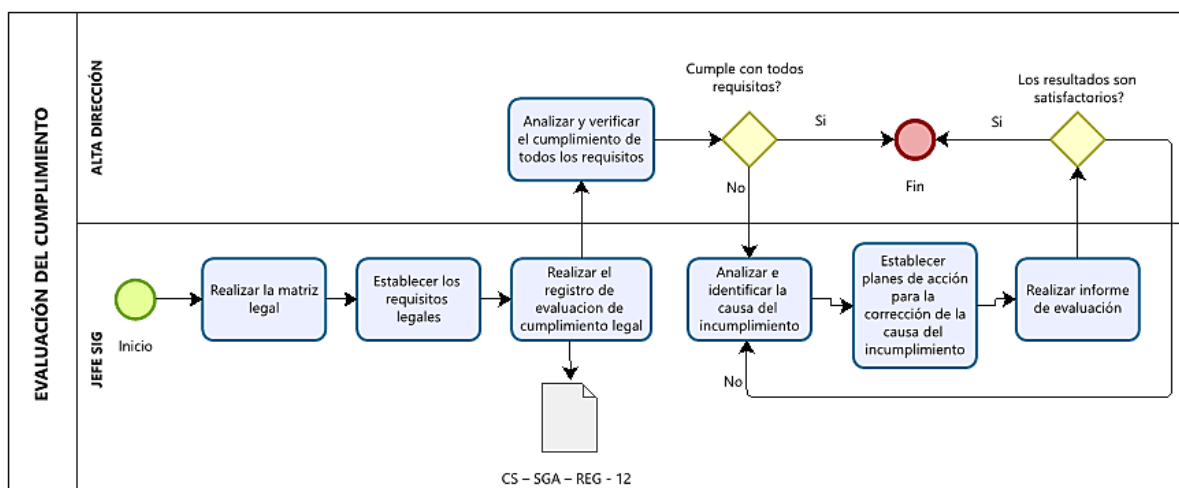 EVALUACIÓN DEL CUMPLIMIENTO
ALTA DIRECCIÓN
Analizar y verificar
el cumplimiento de
todos los requisitos
Cumple con todos
requisitos?
Si
No
Fin
Los resultados son
satisfactorios?
Si
JEFE SIG
Inicio
Realizar la matriz
legal
Establecer los
requisitos
legales
Realizar el
registro de
evaluacion de
cumplimiento legal
CS – SGA – REG - 12
Analizar e
identificar la
causa del
incumplimiento
Establecer
planes de acción
para la
corrección de la
causa del
incumplimiento
Realizar informe
de evaluación
No